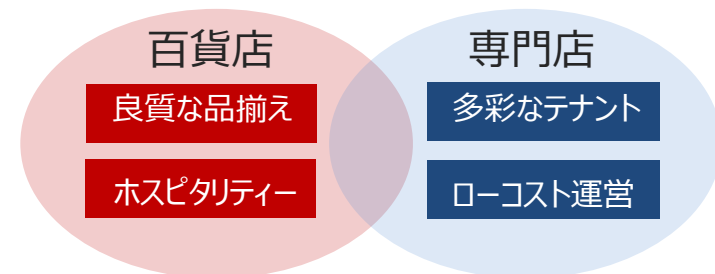 百貨店
良質な品揃え
ホスピタリティー
専門店
多彩なテナント
ローコスト運営